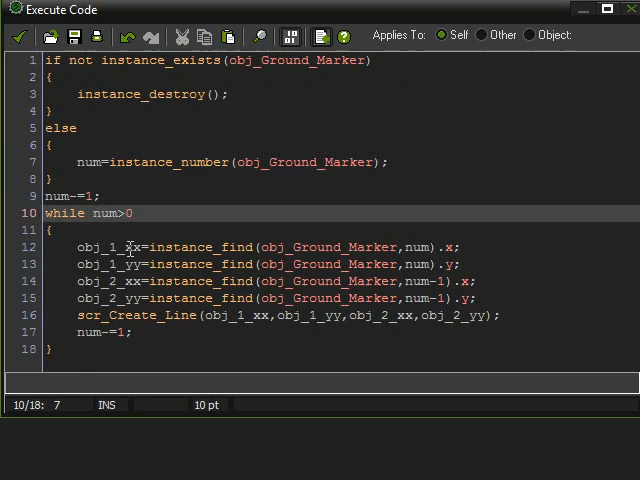 Execute Code
Applies To: Self Other Object:
1 if not instance_exists(obj_Ground_Marker)
2 {
3 instance_destroy();
4 }
5 else
6 {
7 num=instance_number(obj_Ground_Marker);
8 }
9 num-=1;
10 while num>0
11 {
12 obj_1_xx=instance_find(obj_Ground_Marker,num).x;
13 obj_1_yy=instance_find(obj_Ground_Marker,num).y;
14 obj_2_xx=instance_find(obj_Ground_Marker,num-1).x;
15 obj_2_yy=instance_find(obj_Ground_Marker,num-1).y;
16 scr_Create_Line(obj_1_xx,obj_1_yy,obj_2_xx,obj_2_yy);
17 num-=1;
18 }
10/18: 7 INS 10 pt